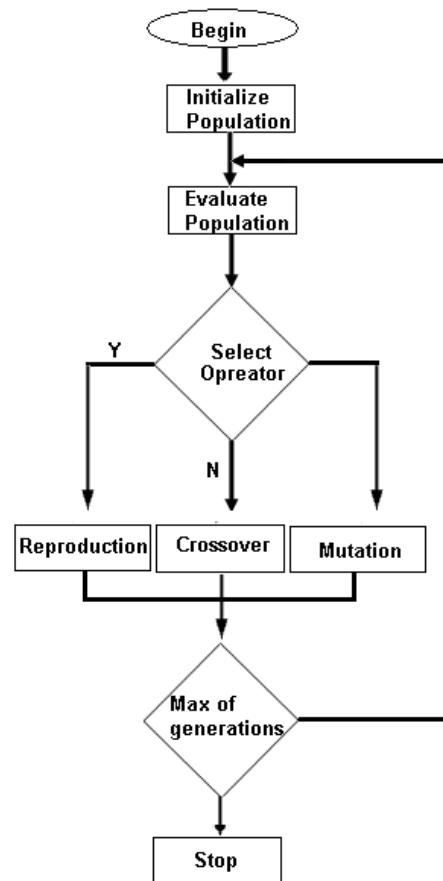 Begin
Initialize
Population
Evaluate
Population
Select
Opreator
Y
N
Reproduction
Crossover
Mutation
Max of
generations
Stop